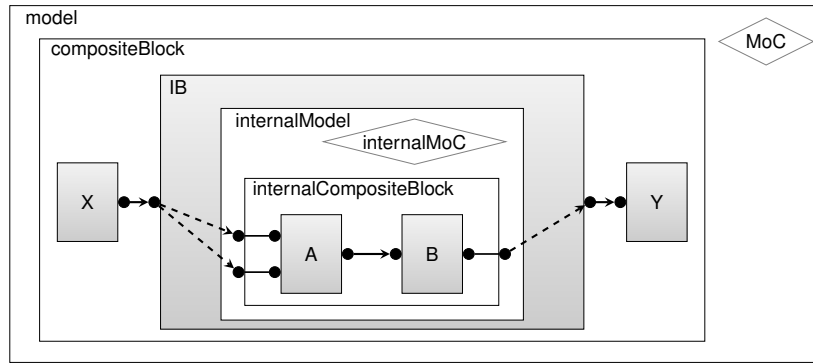 model
MoC
compositeBlock
IB
internalModel
internalMoC
internalCompositeBlock
X
A
B
Y